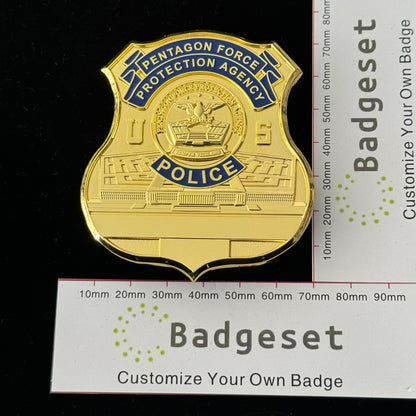 PENTAGON FORCE
PROTECTION AGENCY
U S
POLICE
10mm 20mm 30mm 40mm 50mm 60mm 70mm 80mm 90mm
Badgeset
Customize Your Own Badge
10mm 20mm 30mm 40mm 50mm 60mm 70mm 80mm
Badgeset
Customize Your Own Badge